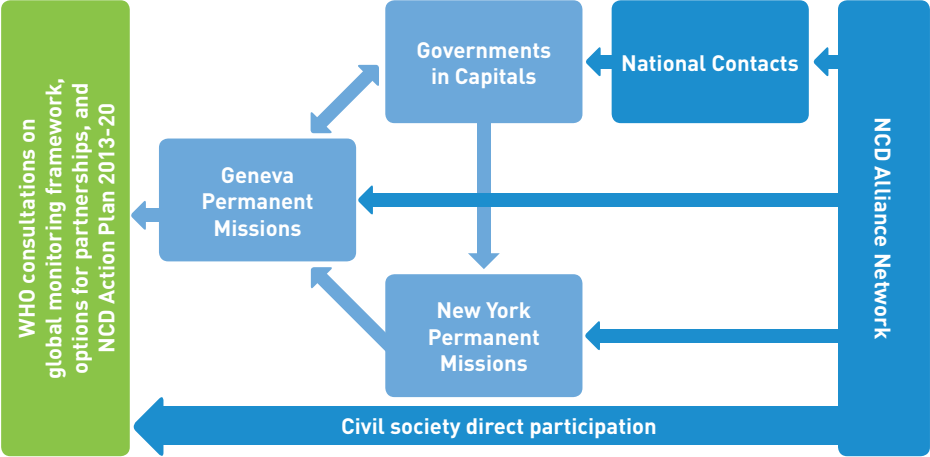 WHO consultations on
global monitoring framework,
options for partnerships, and
NCD Action Plan 2013-20
Governments
in Capitals
National Contacts
Geneva
Permanent
Missions
New York
Permanent
Missions
NCD Alliance Network
Civil society direct participation